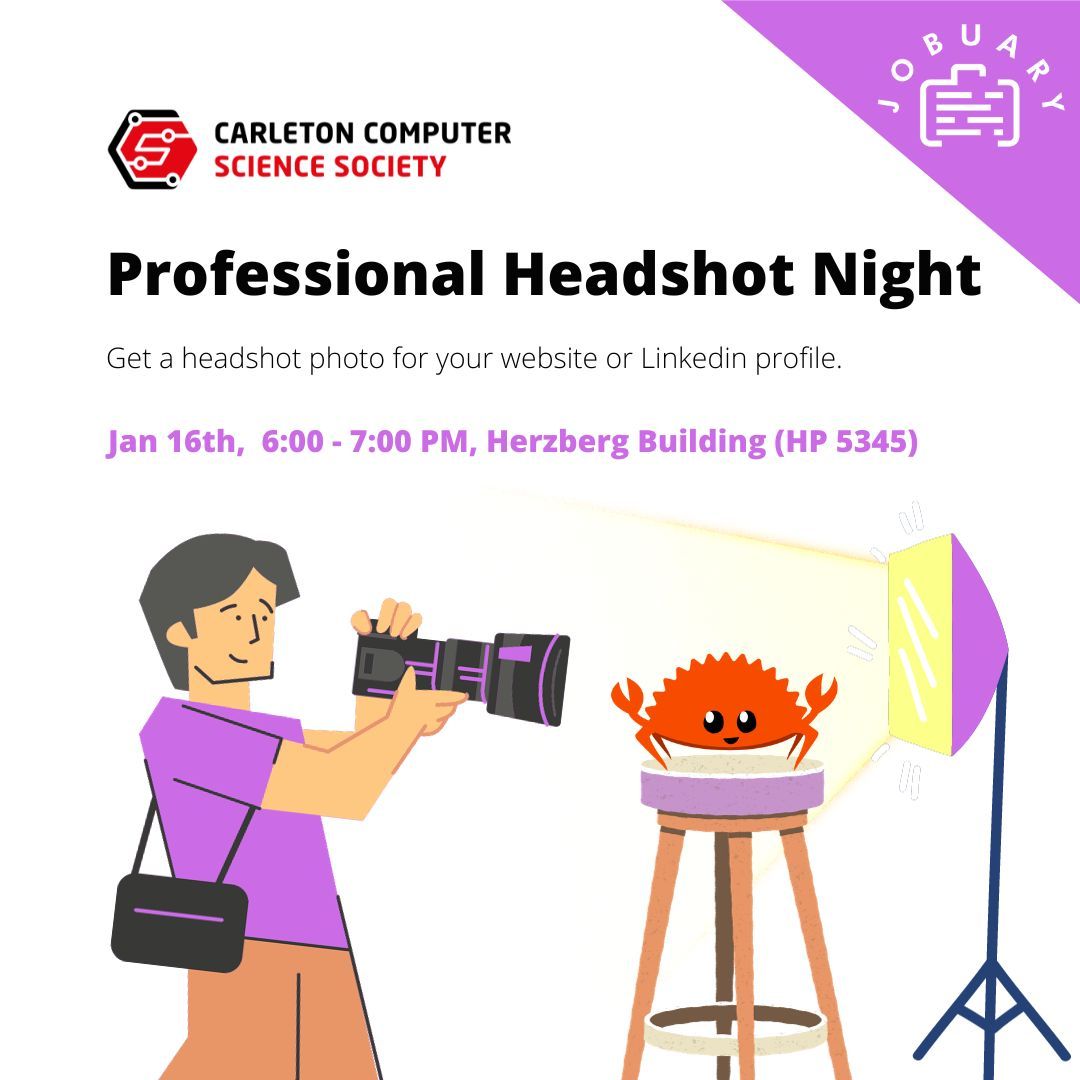 JOBUARY
CARLETON COMPUTER
SCIENCE SOCIETY
Professional Headshot Night
Get a headshot photo for your website or Linkedin profile.
Jan 16th, 6:00 - 7:00 PM, Herzberg Building (HP 5345)